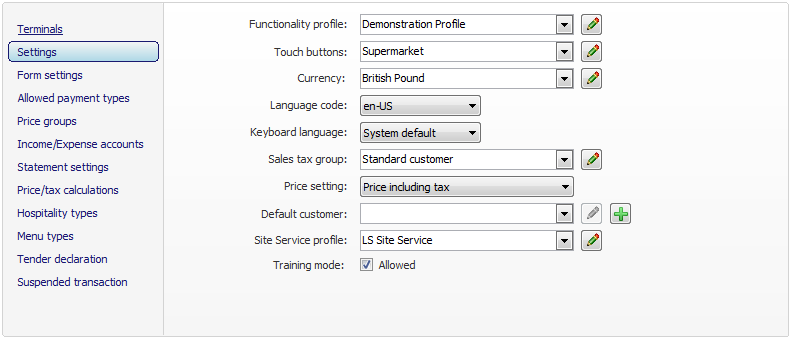 Terminals
Settings
Form settings
Allowed payment types
Price groups
Income/Expense accounts
Statement settings
Price/tax calculations
Hospitality types
Menu types
Tender declaration
Suspended transaction
Functionality profile: Demonstration Profile
Touch buttons: Supermarket
Currency: British Pound
Language code: en-US
Keyboard language: System default
Sales tax group: Standard customer
Price setting: Price including tax
Default customer:
Site Service profile: LS Site Service
Training mode: Allowed